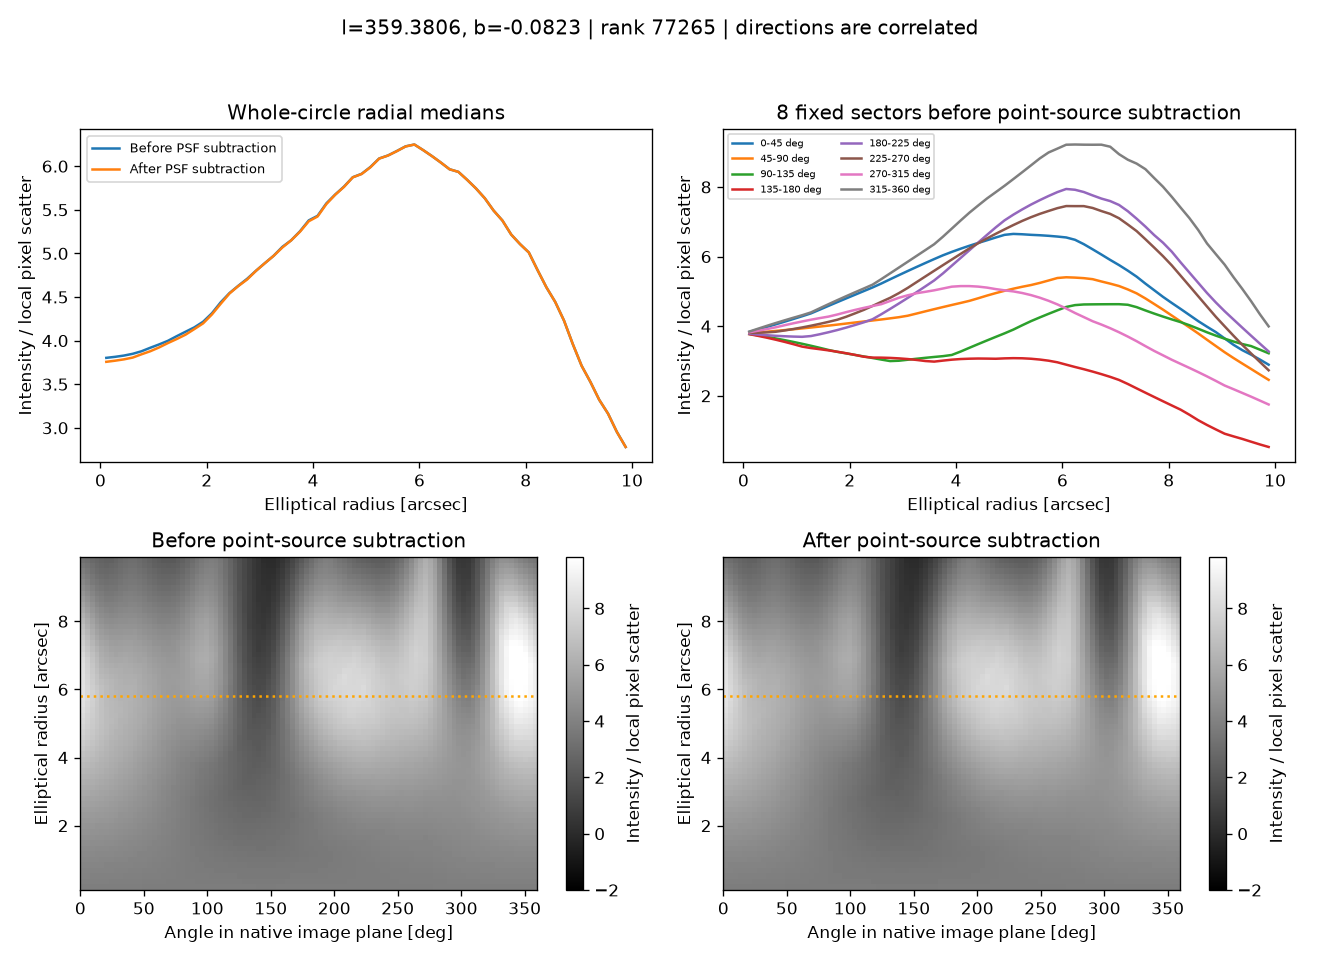 l=359.3806, b=-0.0823 | rank 77265 | directions are correlated
Whole-circle radial medians
Before PSF subtraction
After PSF subtraction
6.0
5.5
5.0
4.5
4.0
3.5
3.0
Intensity / local pixel scatter
0 2 4 6 8 10
Elliptical radius [arcsec]
8 fixed sectors before point-source subtraction
0-45 deg
45-90 deg
90-135 deg
135-180 deg
180-225 deg
225-270 deg
270-315 deg
315-360 deg
8
6
4
2
Intensity / local pixel scatter
0 2 4 6 8 10
Elliptical radius [arcsec]
Before point-source subtraction
8
6
4
2
Elliptical radius [arcsec]
0 50 100 150 200 250 300 350
Angle in native image plane [deg]
8
6
4
2
0
−2
Intensity / local pixel scatter
After point-source subtraction
8
6
4
2
Elliptical radius [arcsec]
0 50 100 150 200 250 300 350
Angle in native image plane [deg]
8
6
4
2
0
−2
Intensity / local pixel scatter